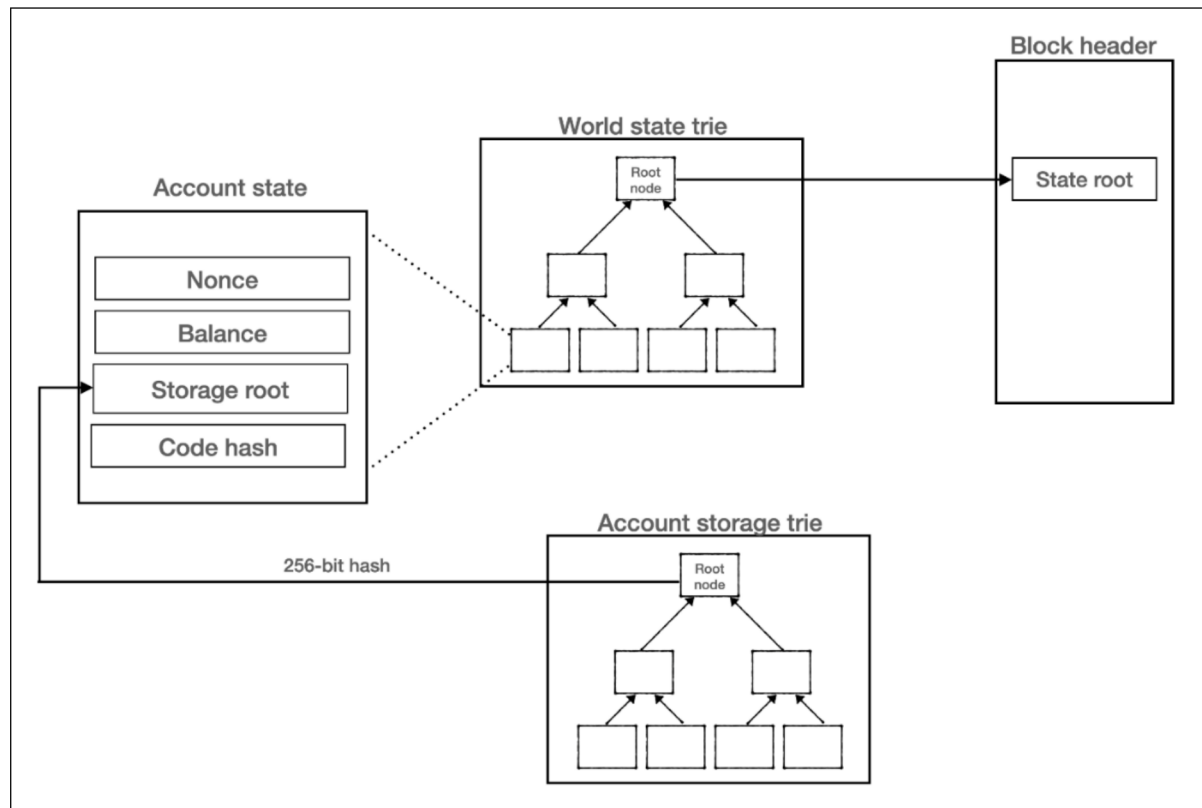 Block header
State root
World state trie
Root
node
Account state
Nonce
Balance
Storage root
Code hash
256-bit hash
Account storage trie
Root
node